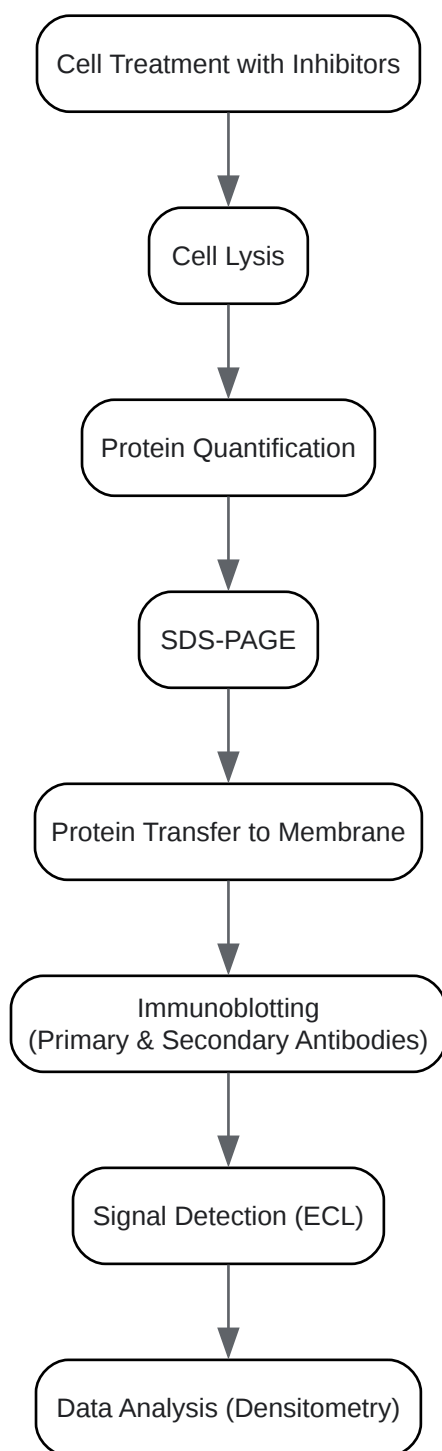 Cell Treatment with Inhibitors
Cell Lysis
Protein Quantification
SDS-PAGE
Protein Transfer to Membrane
Immunoblotting
(Primary & Secondary Antibodies)
Signal Detection (ECL)
Data Analysis (Densitometry)